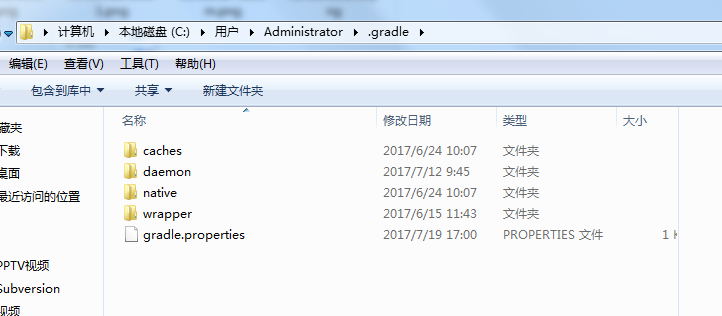 计算机 本地磁盘 (C:) 用户 Administrator .gradle
编辑(E) 查看(V) 工具(T) 帮助(H)
包含到库中 共享 新建文件夹
名称 修改日期 类型 大小
藏夹
下载
桌面
最近访问的位置
PPTV视频
Subversion
视频
caches 2017/6/24 10:07 文件夹
daemon 2017/7/12 9:45 文件夹
native 2017/6/24 10:07 文件夹
wrapper 2017/6/15 11:43 文件夹
gradle.properties 2017/7/19 17:00 PROPERTIES 文件 1 K